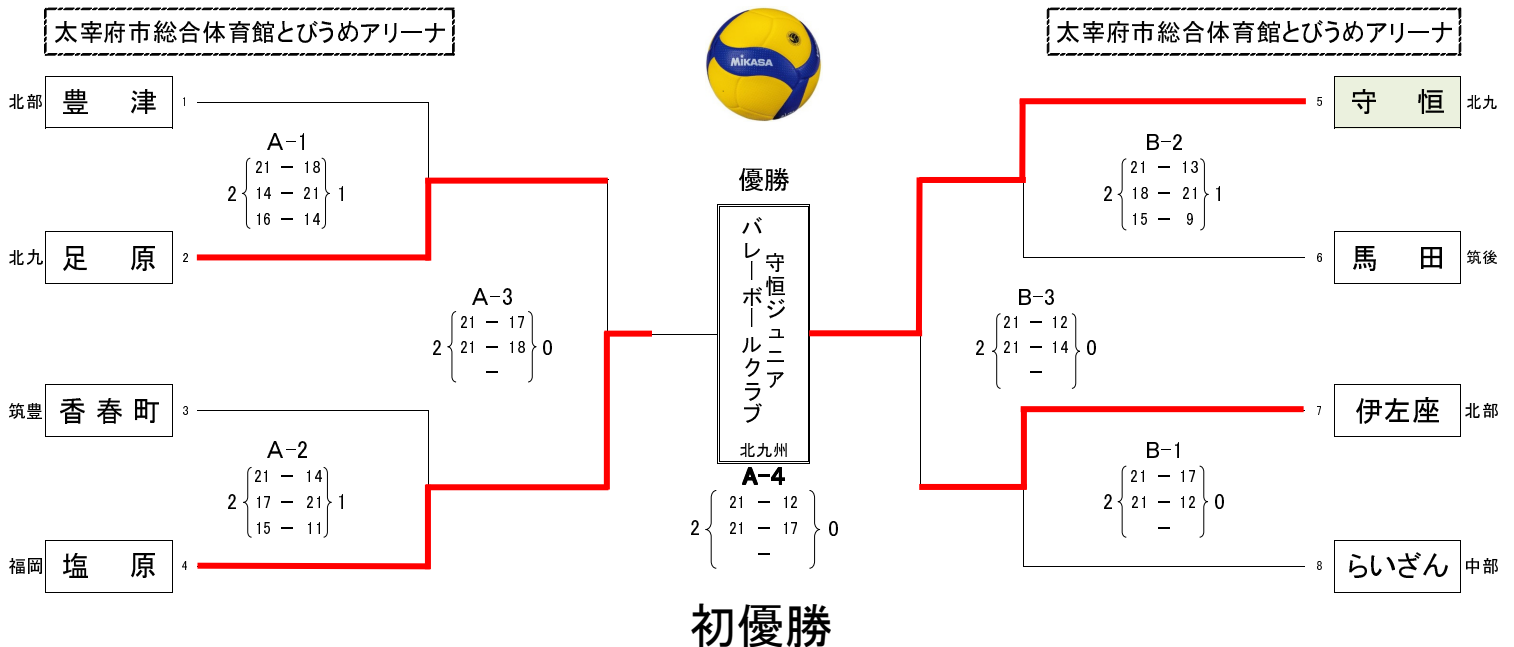 太宰府市総合体育館とびうめアリーナ
太宰府市総合体育館とびうめアリーナ
MIKASA
北部 豊 津 1
A-1
21 - 18
2 14 - 21 1
16 - 14
北九 足 原 2
A-3
21 - 17
2 21 - 18 0
-
筑豊 香春町 3
A-2
21 - 14
2 17 - 21 1
15 - 11
福岡 塩 原 4
優勝
守恒ジュニア
バレーボールクラブ
北九州
A-4
21 - 12
2 21 - 17 0
-
初優勝
5 守 恒 北九
B-2
21 - 13
2 18 - 21 1
15 - 9
6 馬 田 筑後
B-3
21 - 12
2 21 - 14 0
-
7 伊左座 北部
B-1
21 - 17
2 21 - 12 0
-
8 らいざん 中部